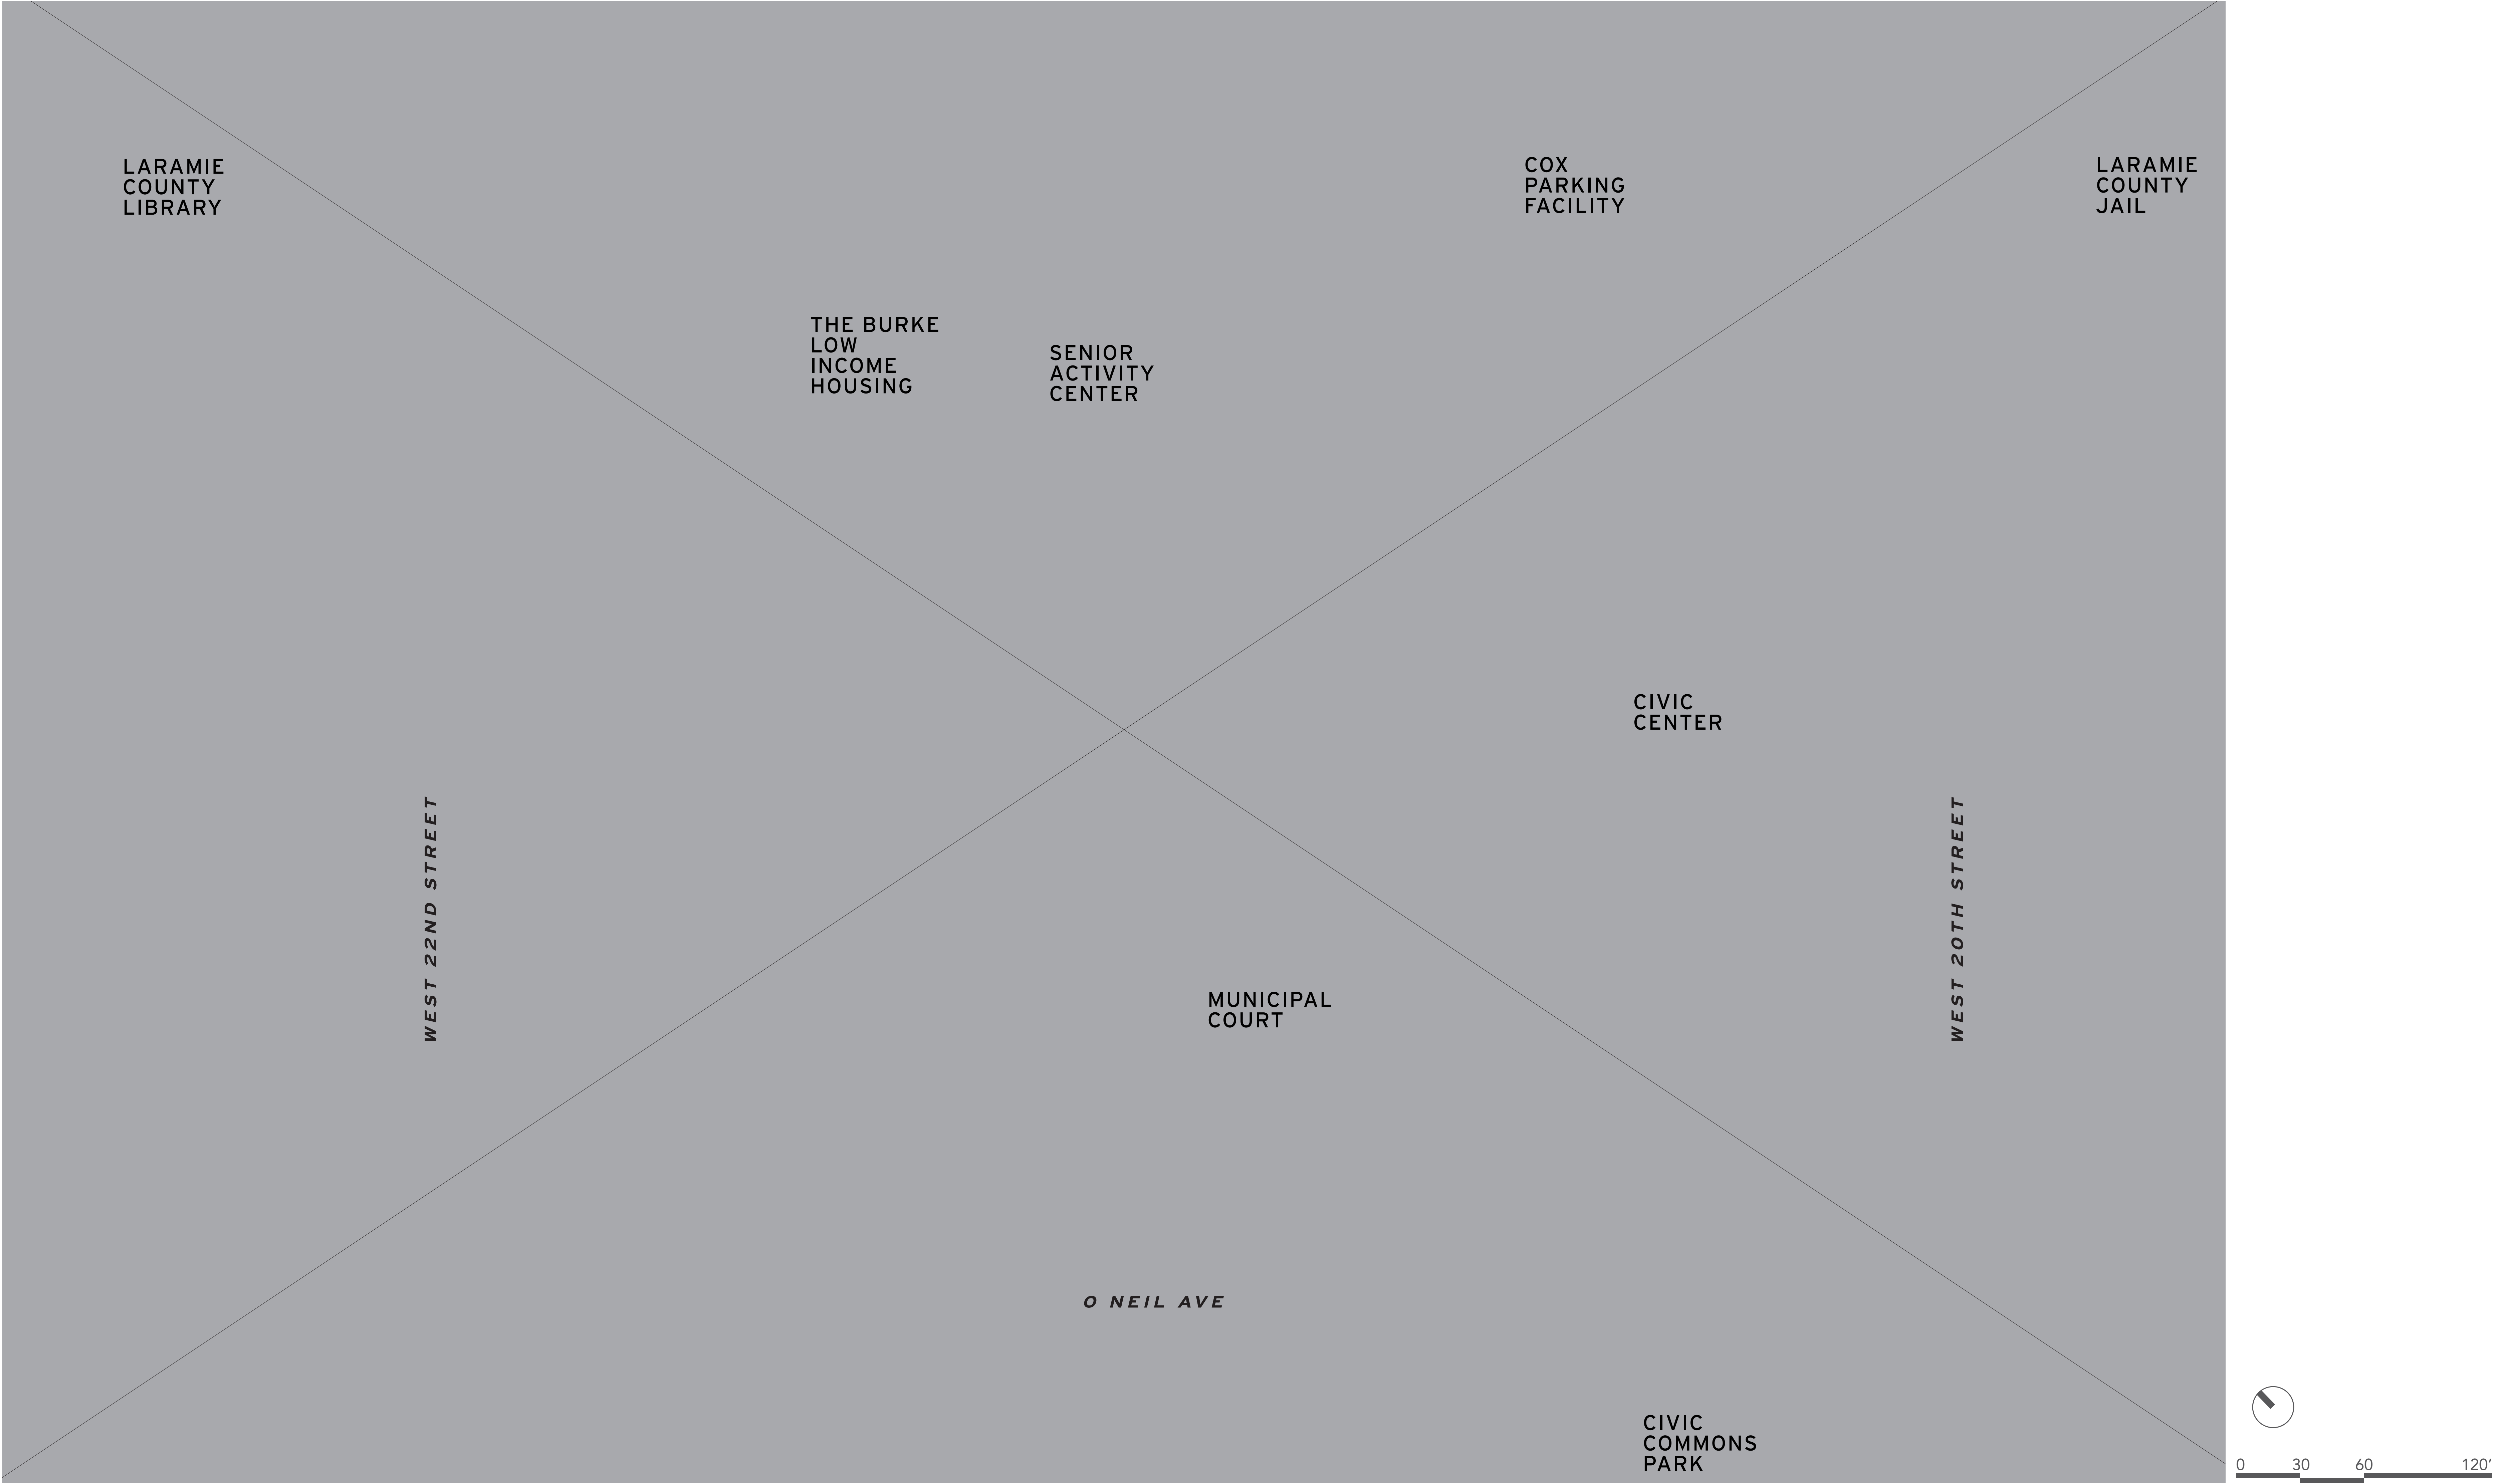 LARAMIE
COUNTY
LIBRARY
COX
PARKING
FACILITY
LARAMIE
COUNTY
JAIL
THE BURKE
LOW
INCOME
HOUSING
SENIOR
ACTIVITY
CENTER
CIVIC
CENTER
WEST 22ND STREET
WEST 20TH STREET
MUNICIPAL
COURT
O NEIL AVE
CIVIC
COMMONS
PARK
0 30 60 120'